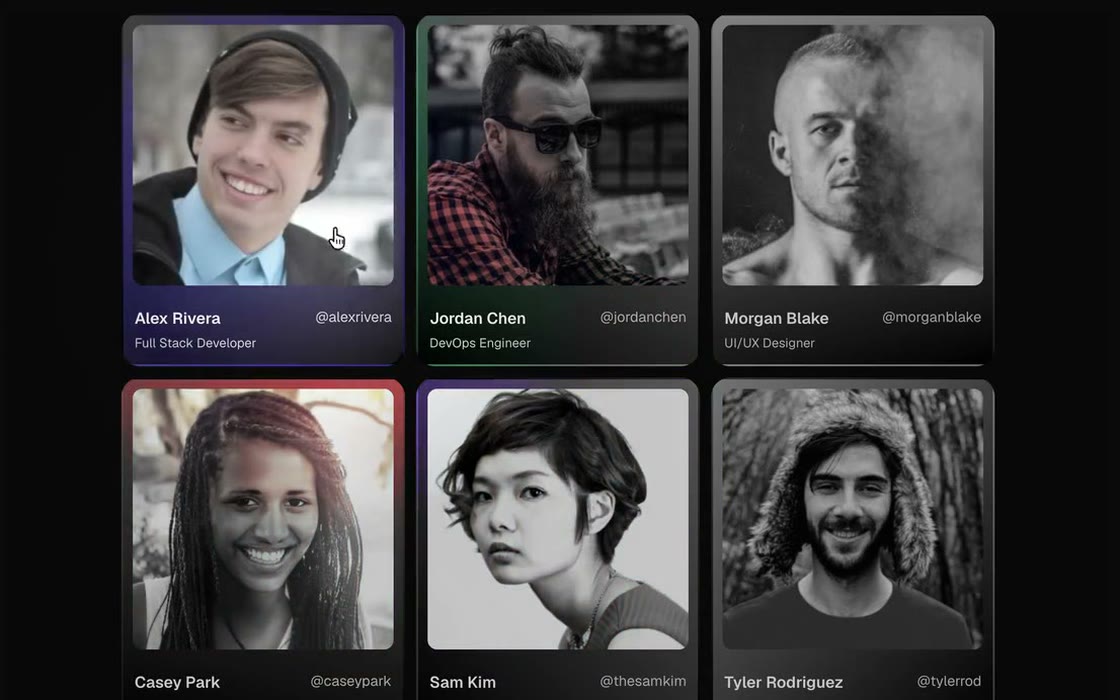 Alex Rivera @alexrivera
Full Stack Developer
Jordan Chen @jordanchen
DevOps Engineer
Morgan Blake @morganblake
UI/UX Designer
Casey Park @caseypark
Sam Kim @thesamkim
Tyler Rodriguez @tylerrod